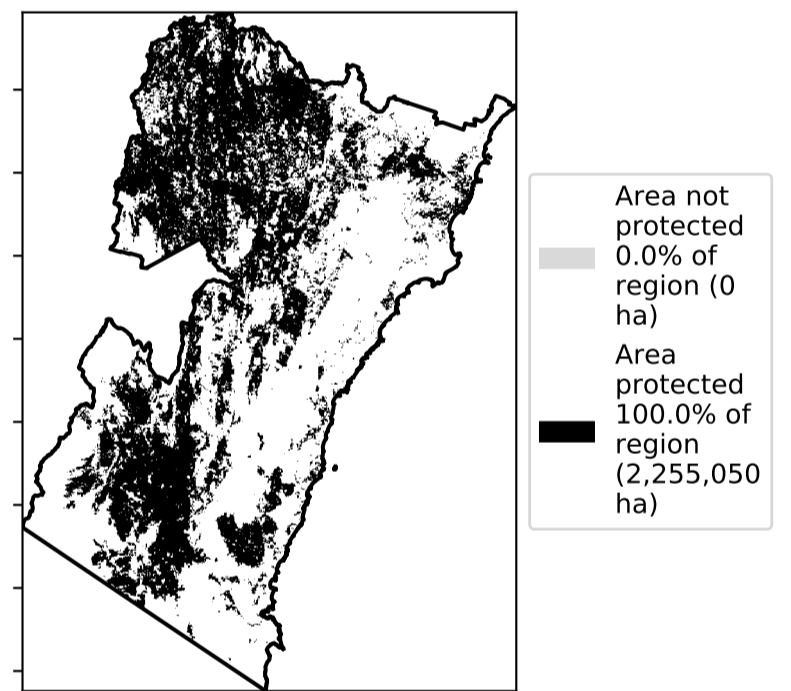 Area not
protected
0.0% of
region (0
ha)
Area
protected
100.0% of
region
(2,255,050
ha)